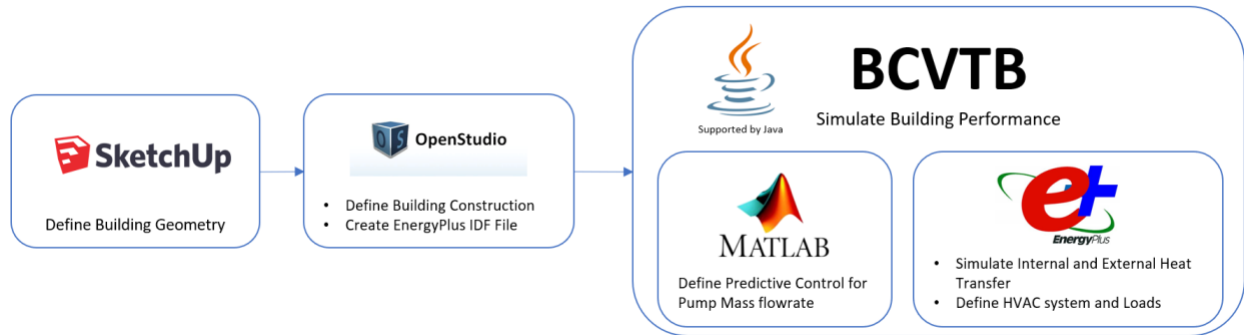 SketchUp
Define Building Geometry
OS OpenStudio
• Define Building Construction
• Create EnergyPlus IDF File
BCVTB
Supported by Java
Simulate Building Performance
MATLAB
Define Predictive Control for
Pump Mass flowrate
e+
EnergyPlus
• Simulate Internal and External Heat
Transfer
• Define HVAC system and Loads